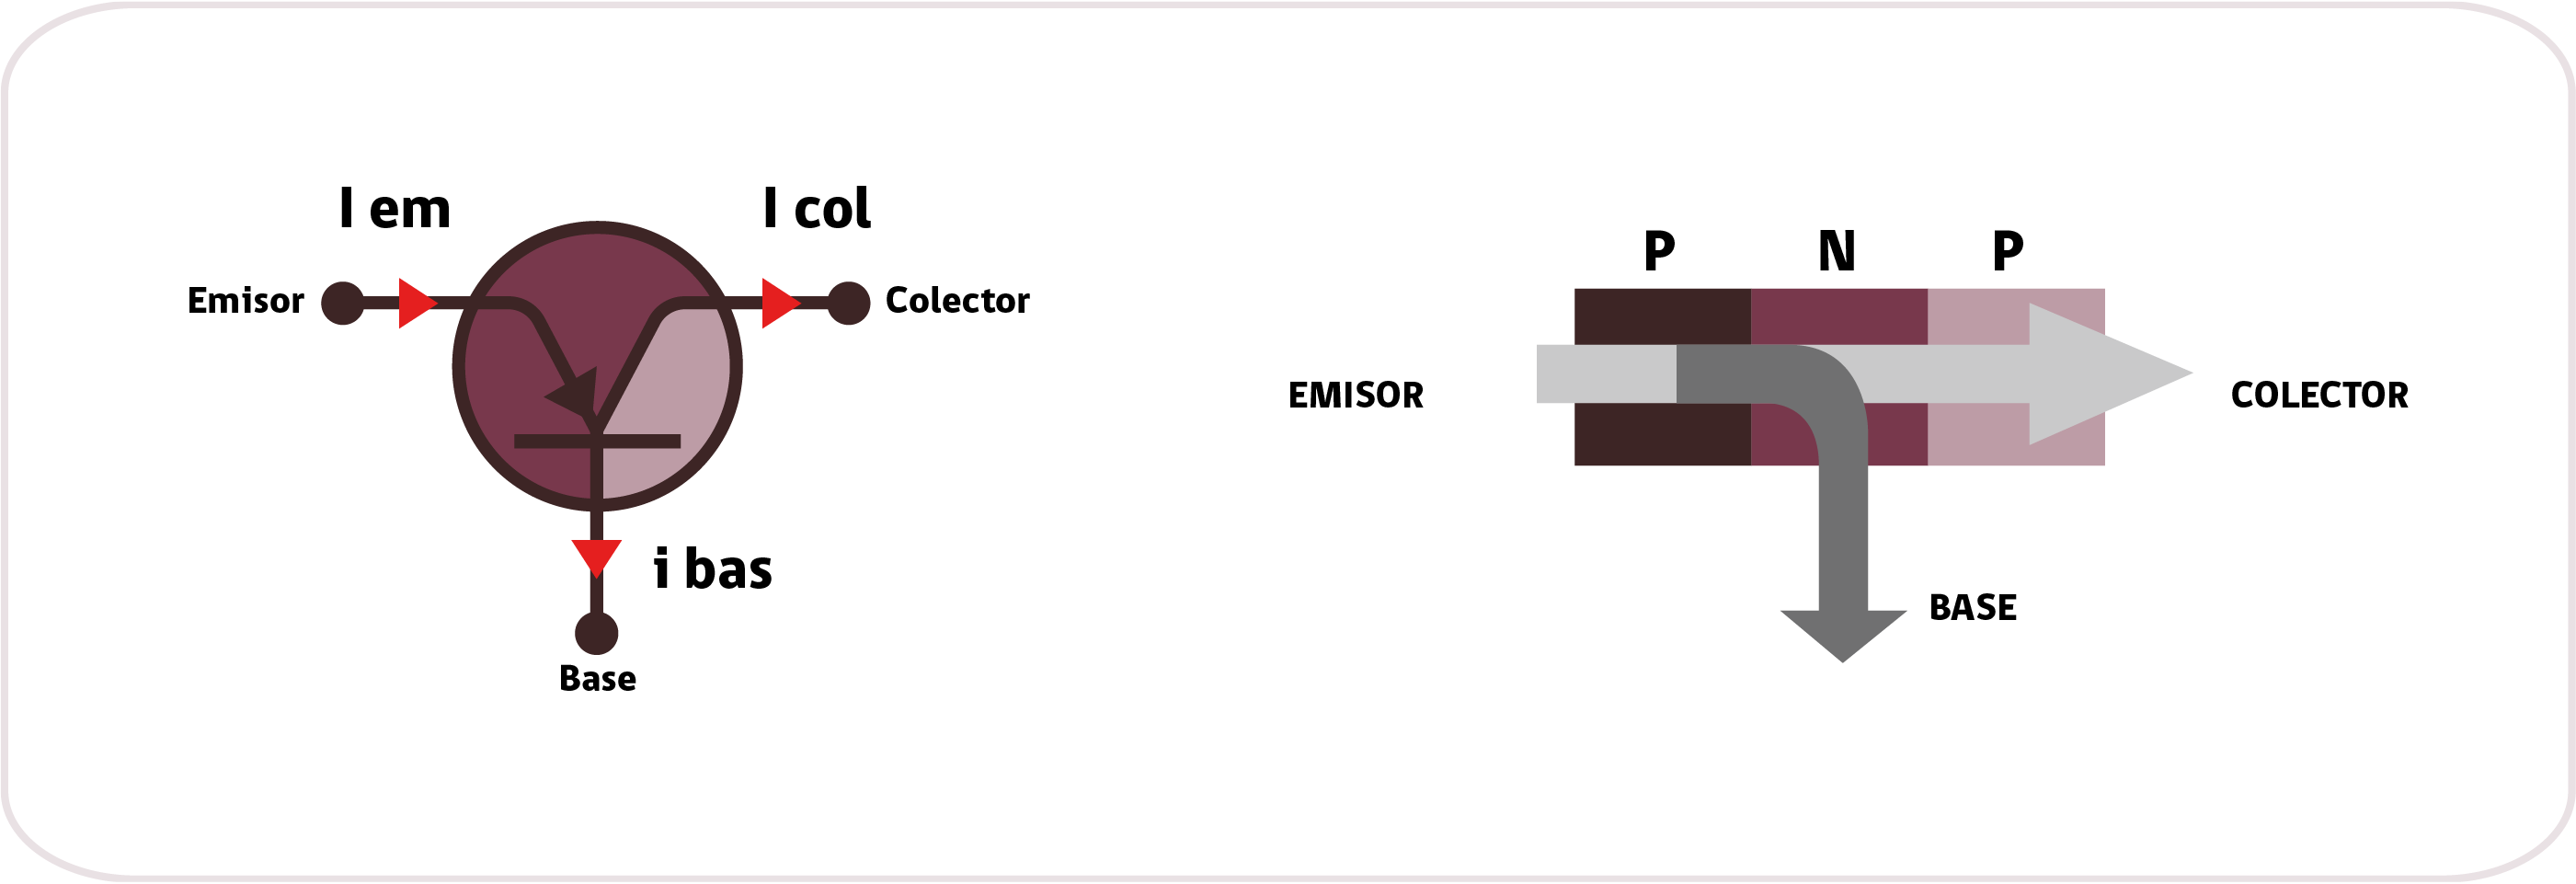 I em
I col
Emisor
Colector
i bas
Base
P N P
EMISOR
COLECTOR
BASE